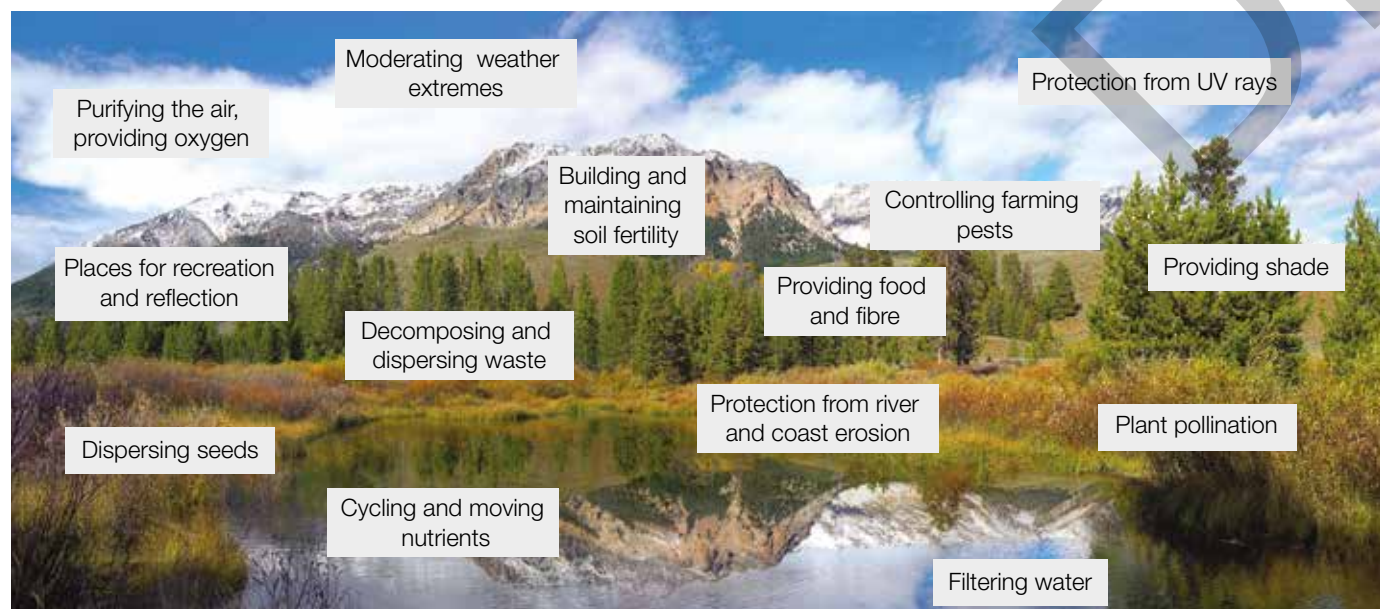 Moderating weather
extremes
Protection from UV rays
Purifying the air,
providing oxygen
Building and
maintaining
soil fertility
Controlling farming
pests
Places for recreation
and reflection
Providing shade
Providing food
and fibre
Decomposing and
dispersing waste
Protection from river
and coast erosion
Plant pollination
Dispersing seeds
Cycling and moving
nutrients
Filtering water